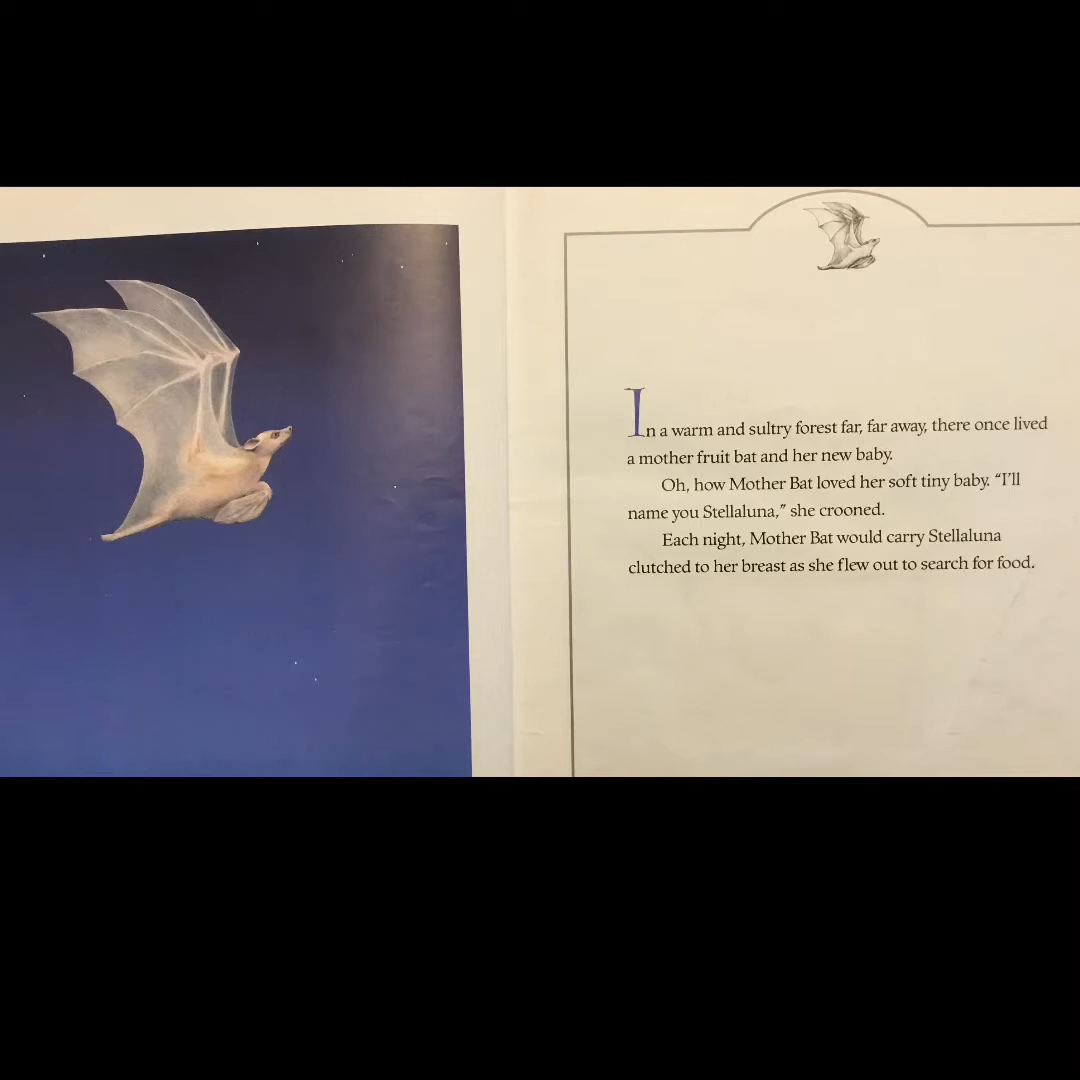 In a warm and sultry forest far, far away, there once lived
a mother fruit bat and her new baby.
Oh, how Mother Bat loved her soft tiny baby. “I’ll
name you Stellaluna,” she crooned.
Each night, Mother Bat would carry Stellaluna
clutched to her breast as she flew out to search for food.